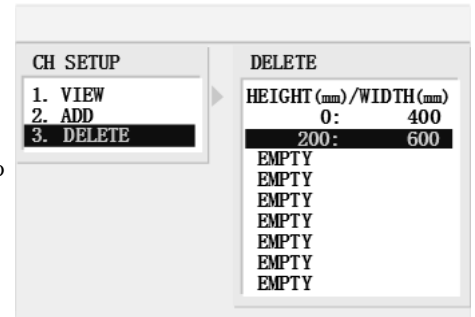 CH SETUP
1. VIEW
2. ADD
3. DELETE
DELETE
HEIGHT(㎜)/WIDTH(㎜)
0: 400
200: 600
EMPTY
EMPTY
EMPTY
EMPTY
EMPTY
EMPTY
EMPTY